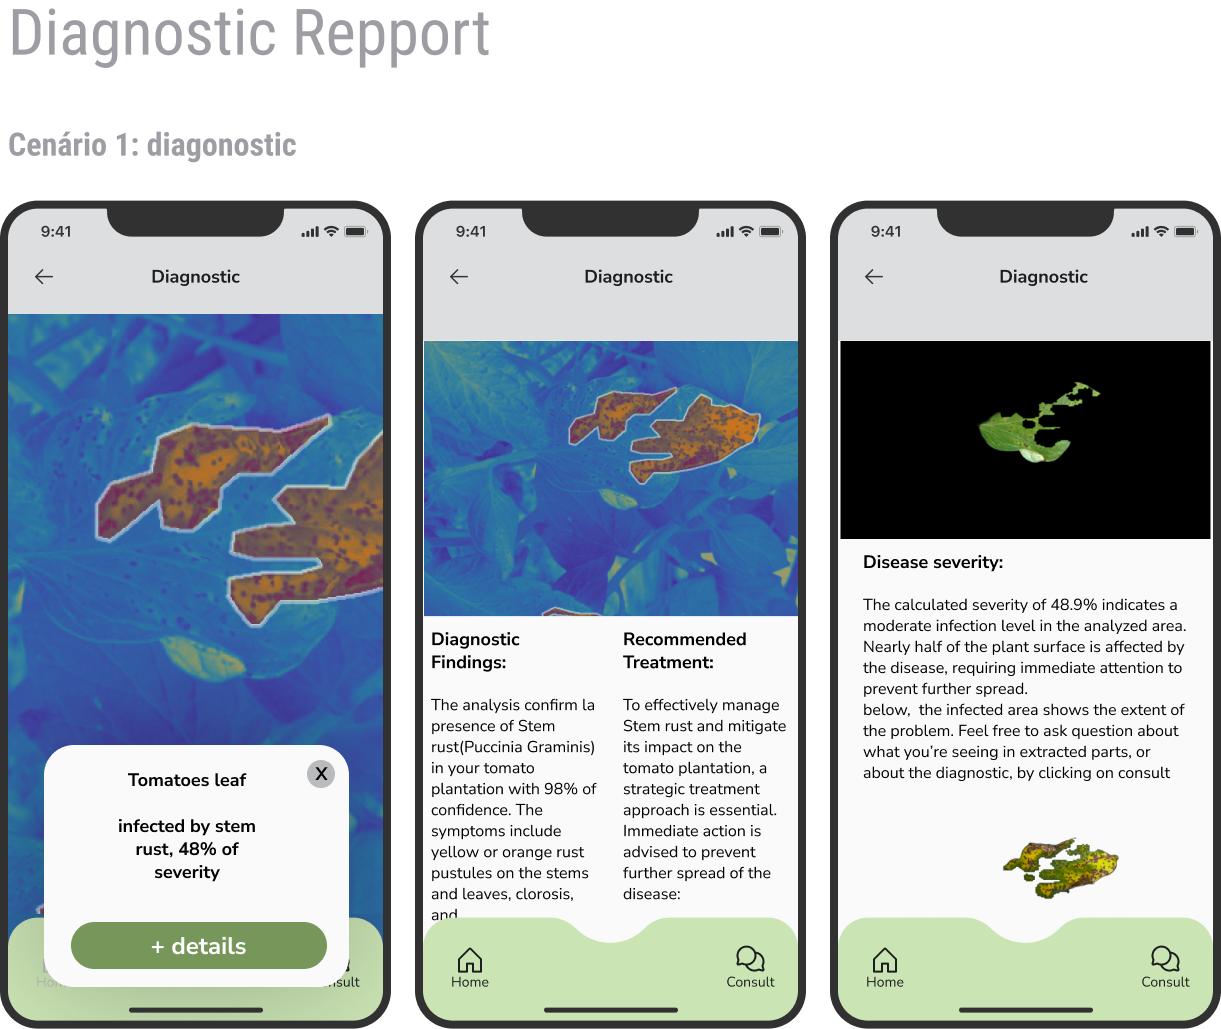 Diagnostic Repport
Cenário 1: diagonostic
9:41
Diagnostic
Tomatoes leaf
X
infected by stem
rust, 48% of
severity
+ details
Hom
nsult
9:41
Diagnostic
Diagnostic
Findings:
The analysis confirm la
presence of Stem
rust(Puccinia Graminis)
in your tomato
plantation with 98% of
confidence. The
symptoms include
yellow or orange rust
pustules on the stems
and leaves, clorosis,
and
Recommended
Treatment:
To effectively manage
Stem rust and mitigate
its impact on the
tomato plantation, a
strategic treatment
approach is essential.
Immediate action is
advised to prevent
further spread of the
disease:
Home
Consult
9:41
Diagnostic
Disease severity:
The calculated severity of 48.9% indicates a
moderate infection level in the analyzed area.
Nearly half of the plant surface is affected by
the disease, requiring immediate attention to
prevent further spread.
below,  the infected area shows the extent of
the problem. Feel free to ask question about
what you're seeing in extracted parts, or
about the diagnostic, by clicking on consult
Home
Consult